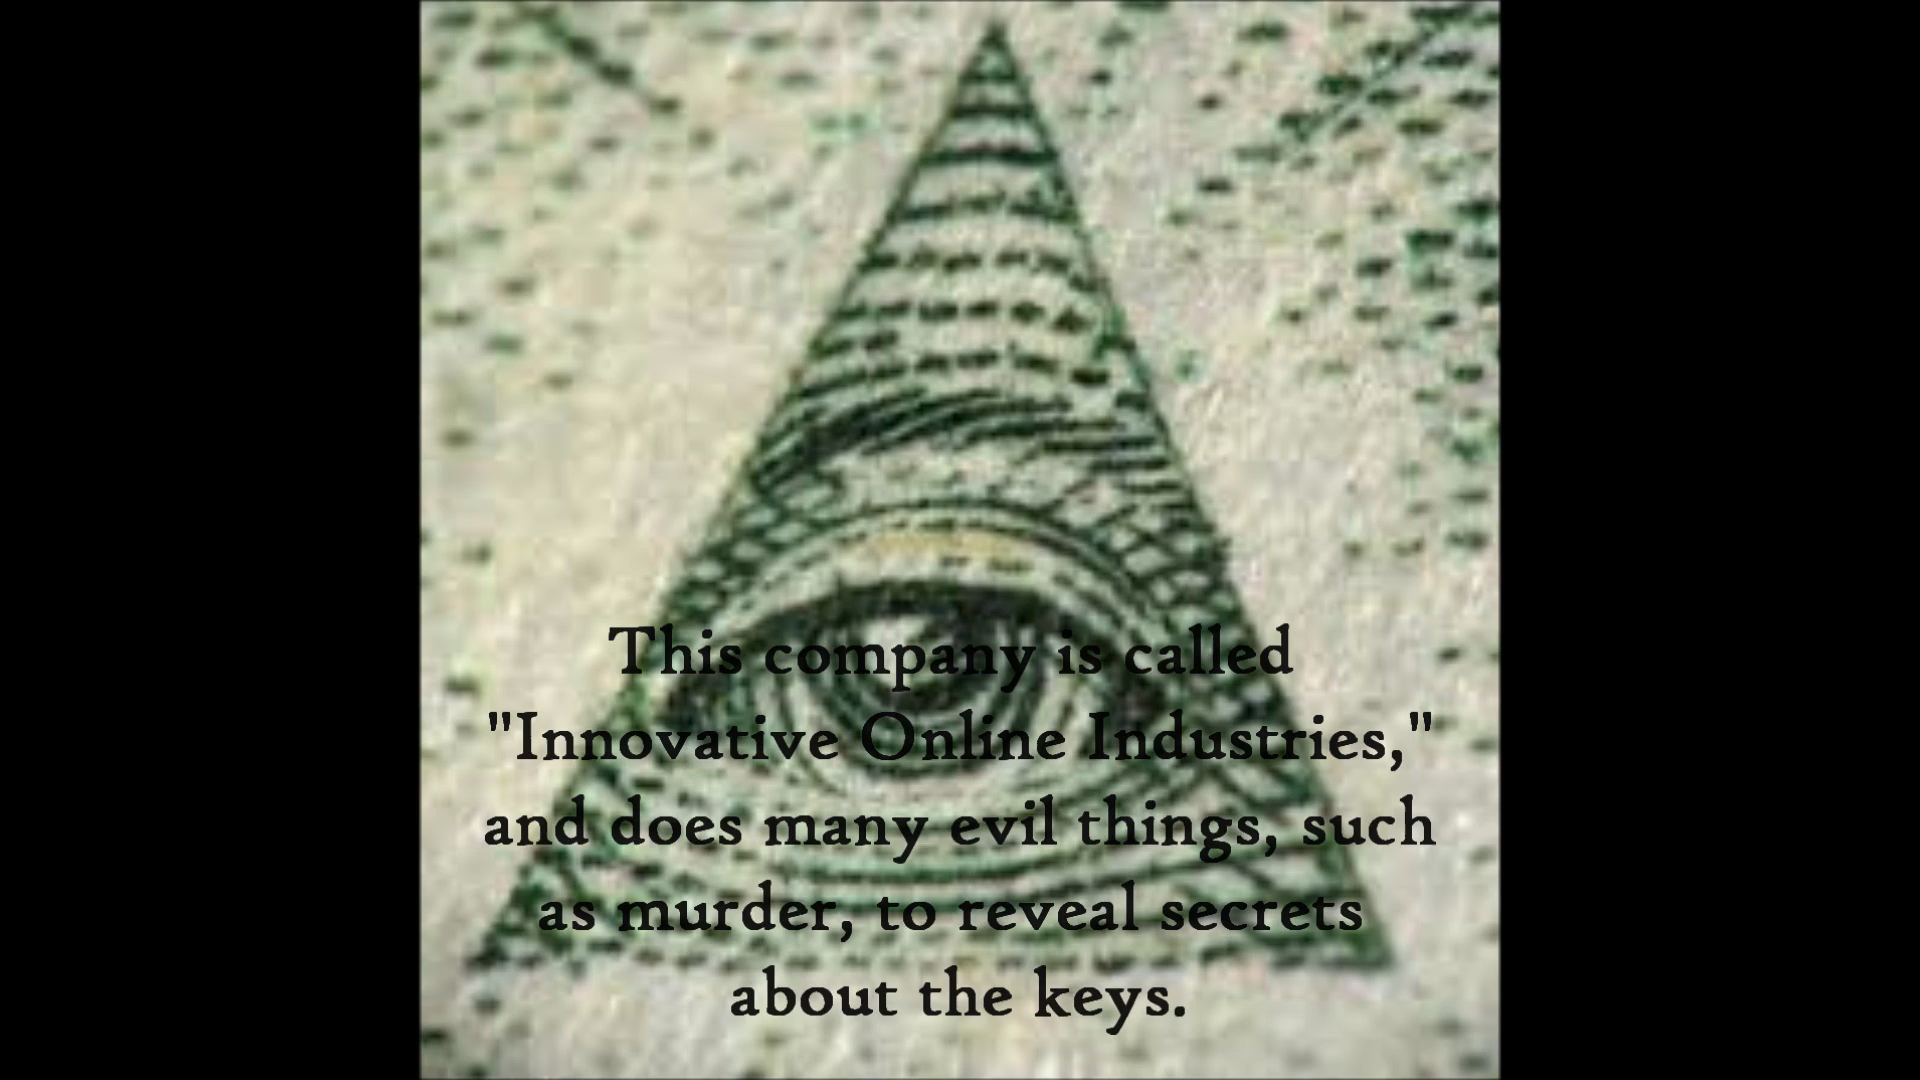 This company is called
"Innovative Online Industries,"
and does many evil things, such
as murder, to reveal secrets
about the keys.